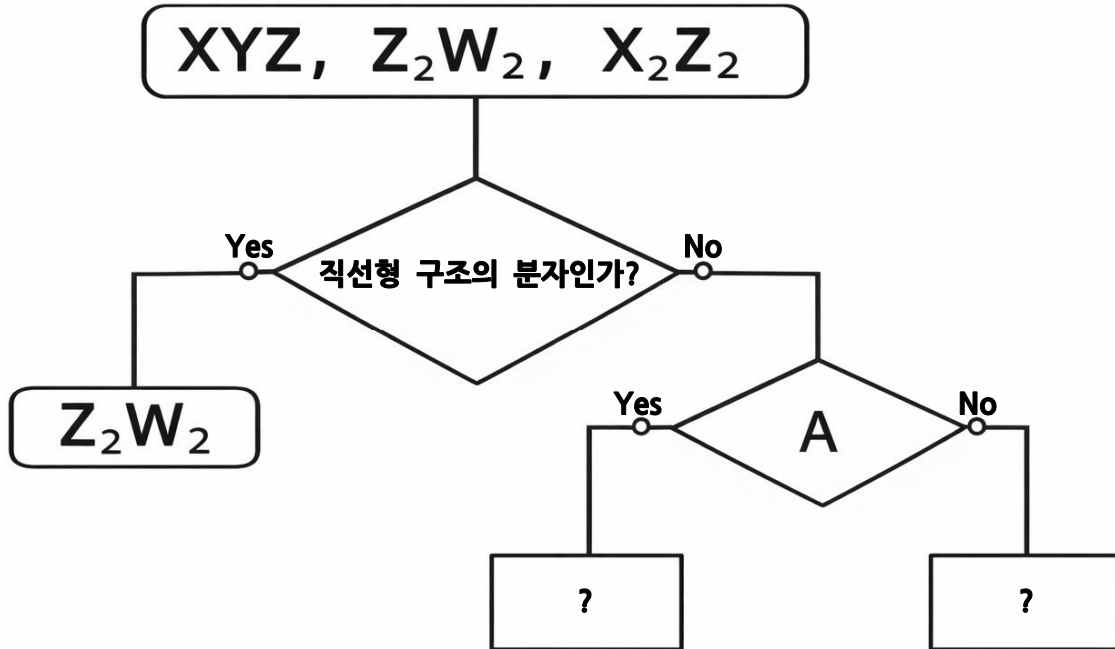 XYZ, Z₂W₂, X₂Z₂
Yes
No
직선형 구조의 분자인가?
Z₂W₂
Yes
No
A
?
?